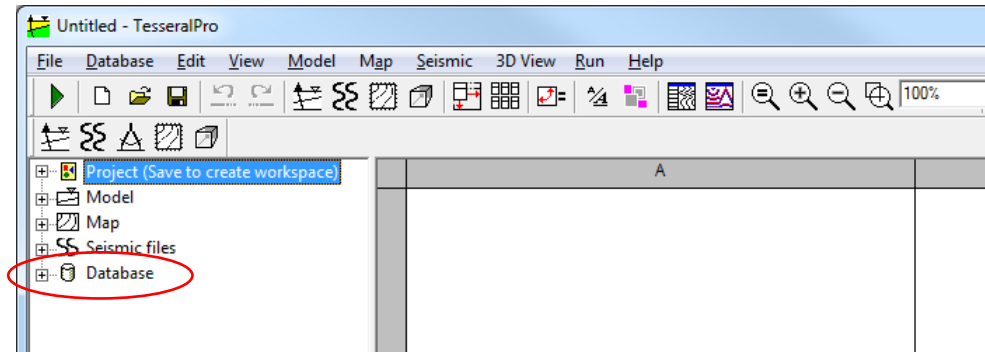 Untitled - TesseralPro
File Database Edit View Model Map Seismic 3D View Run Help
100%
Project (Save to create workspace)
A
Model
Map
Seismic files
Database